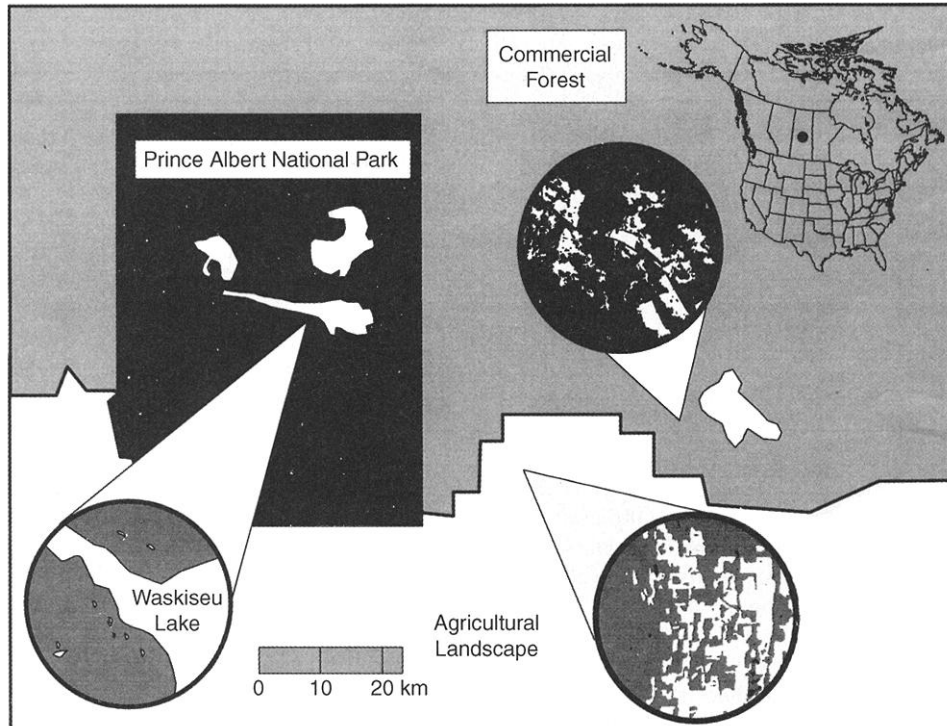 Commercial
Forest
Prince Albert National Park
Waskiseu
Lake
Agricultural
Landscape
0 10 20 km